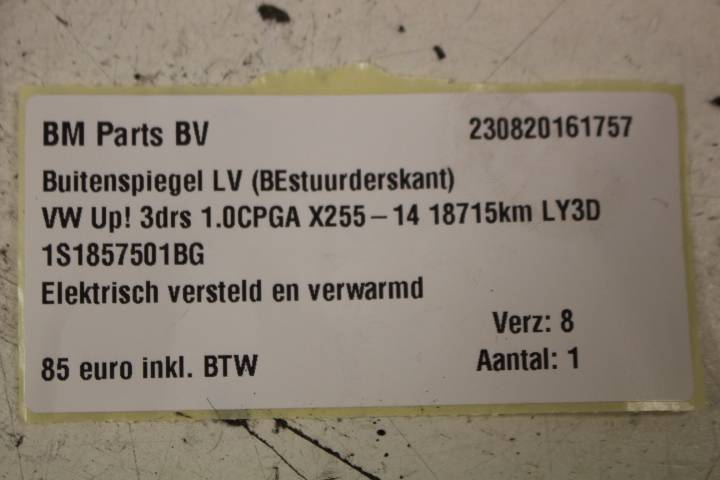 BM Parts BV 230820161757
Buitenspiegel LV (BEstuurderskant)
VW Up! 3drs 1.0CPGA X255-14 18715km LY3D
1S1857501BG
Elektrisch versteld en verwarmd
Verz: 8
85 euro inkl. BTW Aantal: 1